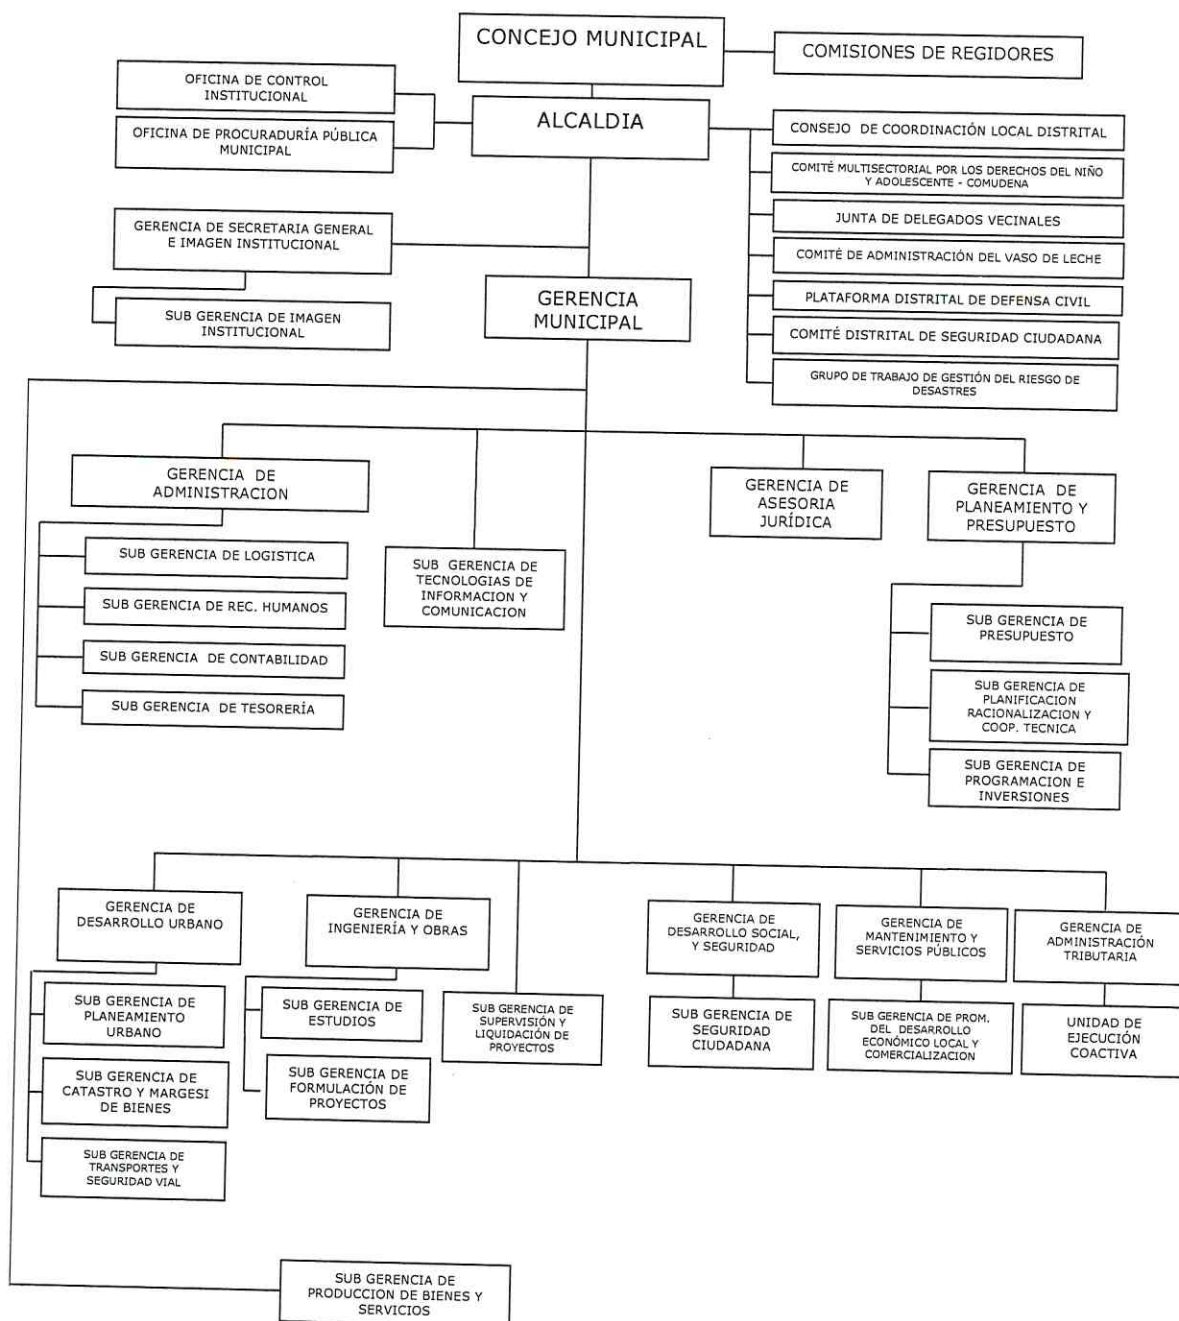 CONCEJO MUNICIPAL
COMISIONES DE REGIDORES
OFICINA DE CONTROL
INSTITUCIONAL
ALCALDIA
OFICINA DE PROCURADURÍA PÚBLICA
MUNICIPAL
CONSEJO DE COORDINACIÓN LOCAL DISTRITAL
COMITÉ MULTISECTORIAL POR LOS DERECHOS DEL NIÑO
Y ADOLESCENTE - COMUDENA
JUNTA DE DELEGADOS VECINALES
COMITÉ DE ADMINISTRACIÓN DEL VASO DE LECHE
PLATAFORMA DISTRITAL DE DEFENSA CIVIL
COMITÉ DISTRITAL DE SEGURIDAD CIUDADANA
GRUPO DE TRABAJO DE GESTIÓN DEL RIESGO DE
DESASTRES
GERENCIA DE SECRETARIA GENERAL
E IMAGEN INSTITUCIONAL
SUB GERENCIA DE IMAGEN
INSTITUCIONAL
GERENCIA
MUNICIPAL
GERENCIA DE
ADMINISTRACION
SUB GERENCIA DE LOGISTICA
SUB GERENCIA DE REC. HUMANOS
SUB GERENCIA DE CONTABILIDAD
SUB GERENCIA DE TESORERÍA
SUB GERENCIA DE
TECNOLOGIAS DE
INFORMACION Y
COMUNICACION
GERENCIA DE
ASESORIA
JURÍDICA
GERENCIA DE
PLANEAMIENTO Y
PRESUPUESTO
SUB GERENCIA DE
PRESUPUESTO
SUB GERENCIA DE
PLANIFICACION
RACIONALIZACION Y
COOP. TECNICA
SUB GERENCIA DE
PROGRAMACION E
INVERSIONES
GERENCIA DE
DESARROLLO URBANO
SUB GERENCIA DE
PLANEAMIENTO
URBANO
SUB GERENCIA DE
CATASTRO Y MARGESI
DE BIENES
SUB GERENCIA DE
TRANSPORTES Y
SEGURIDAD VIAL
GERENCIA DE
INGENIERÍA Y OBRAS
SUB GERENCIA DE
ESTUDIOS
SUB GERENCIA DE
FORMULACIÓN DE
PROYECTOS
SUB GERENCIA DE
SUPERVISIÓN Y
LIQUIDACIÓN DE
PROYECTOS
GERENCIA DE
DESARROLLO SOCIAL,
Y SEGURIDAD
SUB GERENCIA DE
SEGURIDAD
CIUDADANA
GERENCIA DE
MANTENIMIENTO Y
SERVICIOS PÚBLICOS
SUB GERENCIA DE PROM.
DEL DESARROLLO
ECONÓMICO LOCAL Y
COMERCIALIZACION
GERENCIA DE
ADMINISTRACIÓN
TRIBUTARIA
UNIDAD DE
EJECUCIÓN
COACTIVA
SUB GERENCIA DE
PRODUCCION DE BIENES Y
SERVICIOS